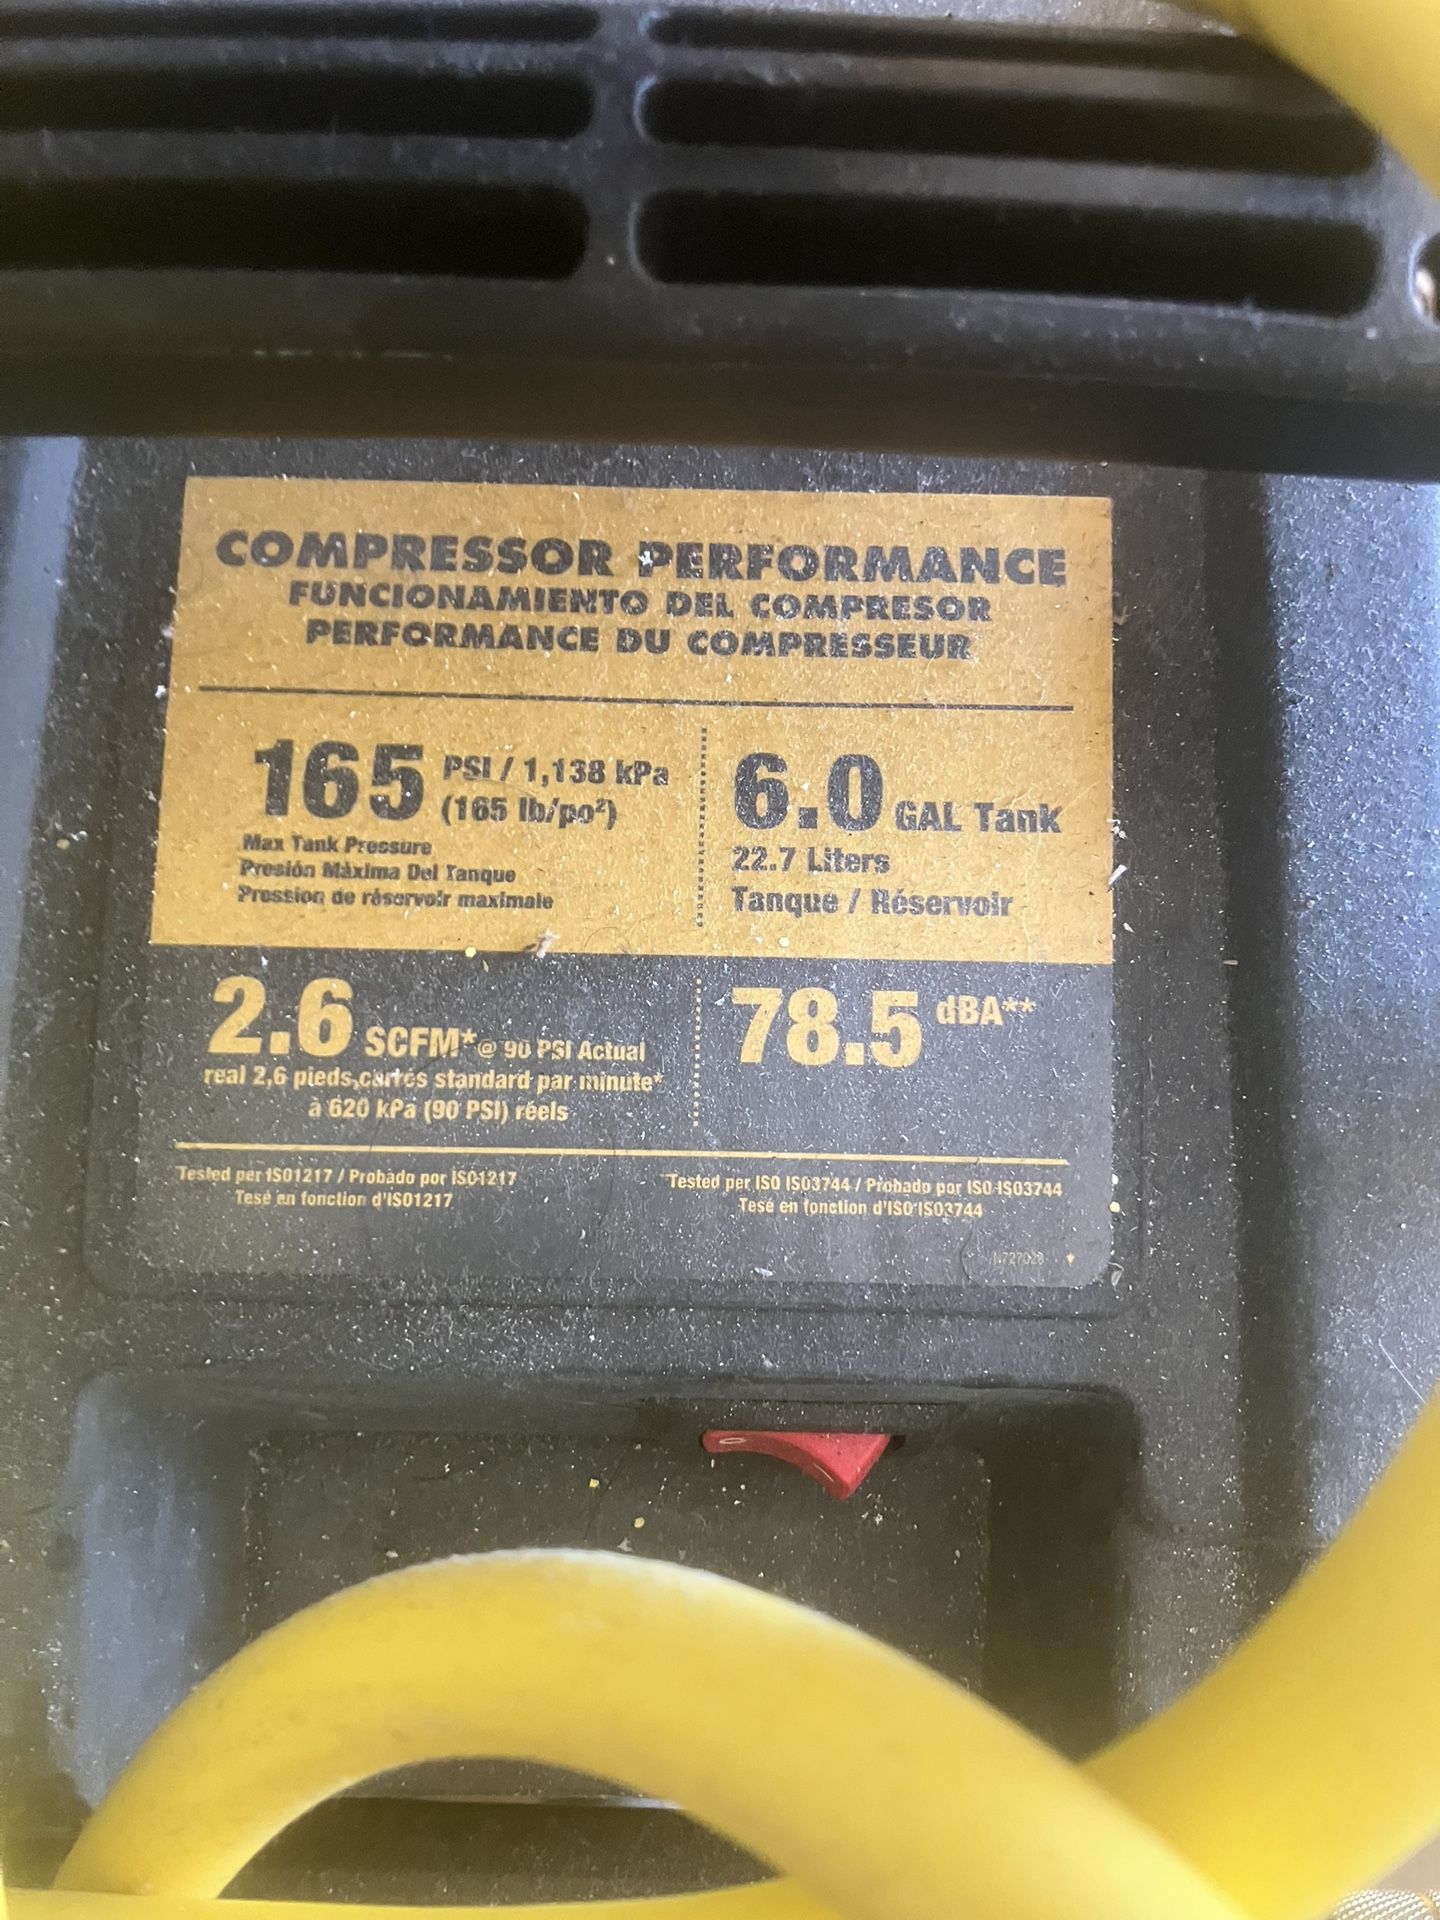 COMPRESSOR PERFORMANCE
FUNCIONAMIENTO DEL COMPRESOR
PERFORMANCE DU COMPRESSEUR
165 PSI / 1,138 kPa
(165 lb/po²)
Max Tank Pressure
Presión Máxima Del Tanque
Pression de réservoir maximale
6.0 GAL Tank
22.7 Liters
Tanque / Réservoir
2.6 SCFM* @ 90 PSI Actual
real 2,6 pieds carrés standard par minute*
à 620 kPa (90 PSI) réels
78.5 dBA**
Tested per ISO1217 / Probado por ISO1217
Tesé en fonction d'ISO1217
Tested per ISO ISO3744 / Probado por ISO ISO3744
Tesé en fonction d'ISO ISO3744